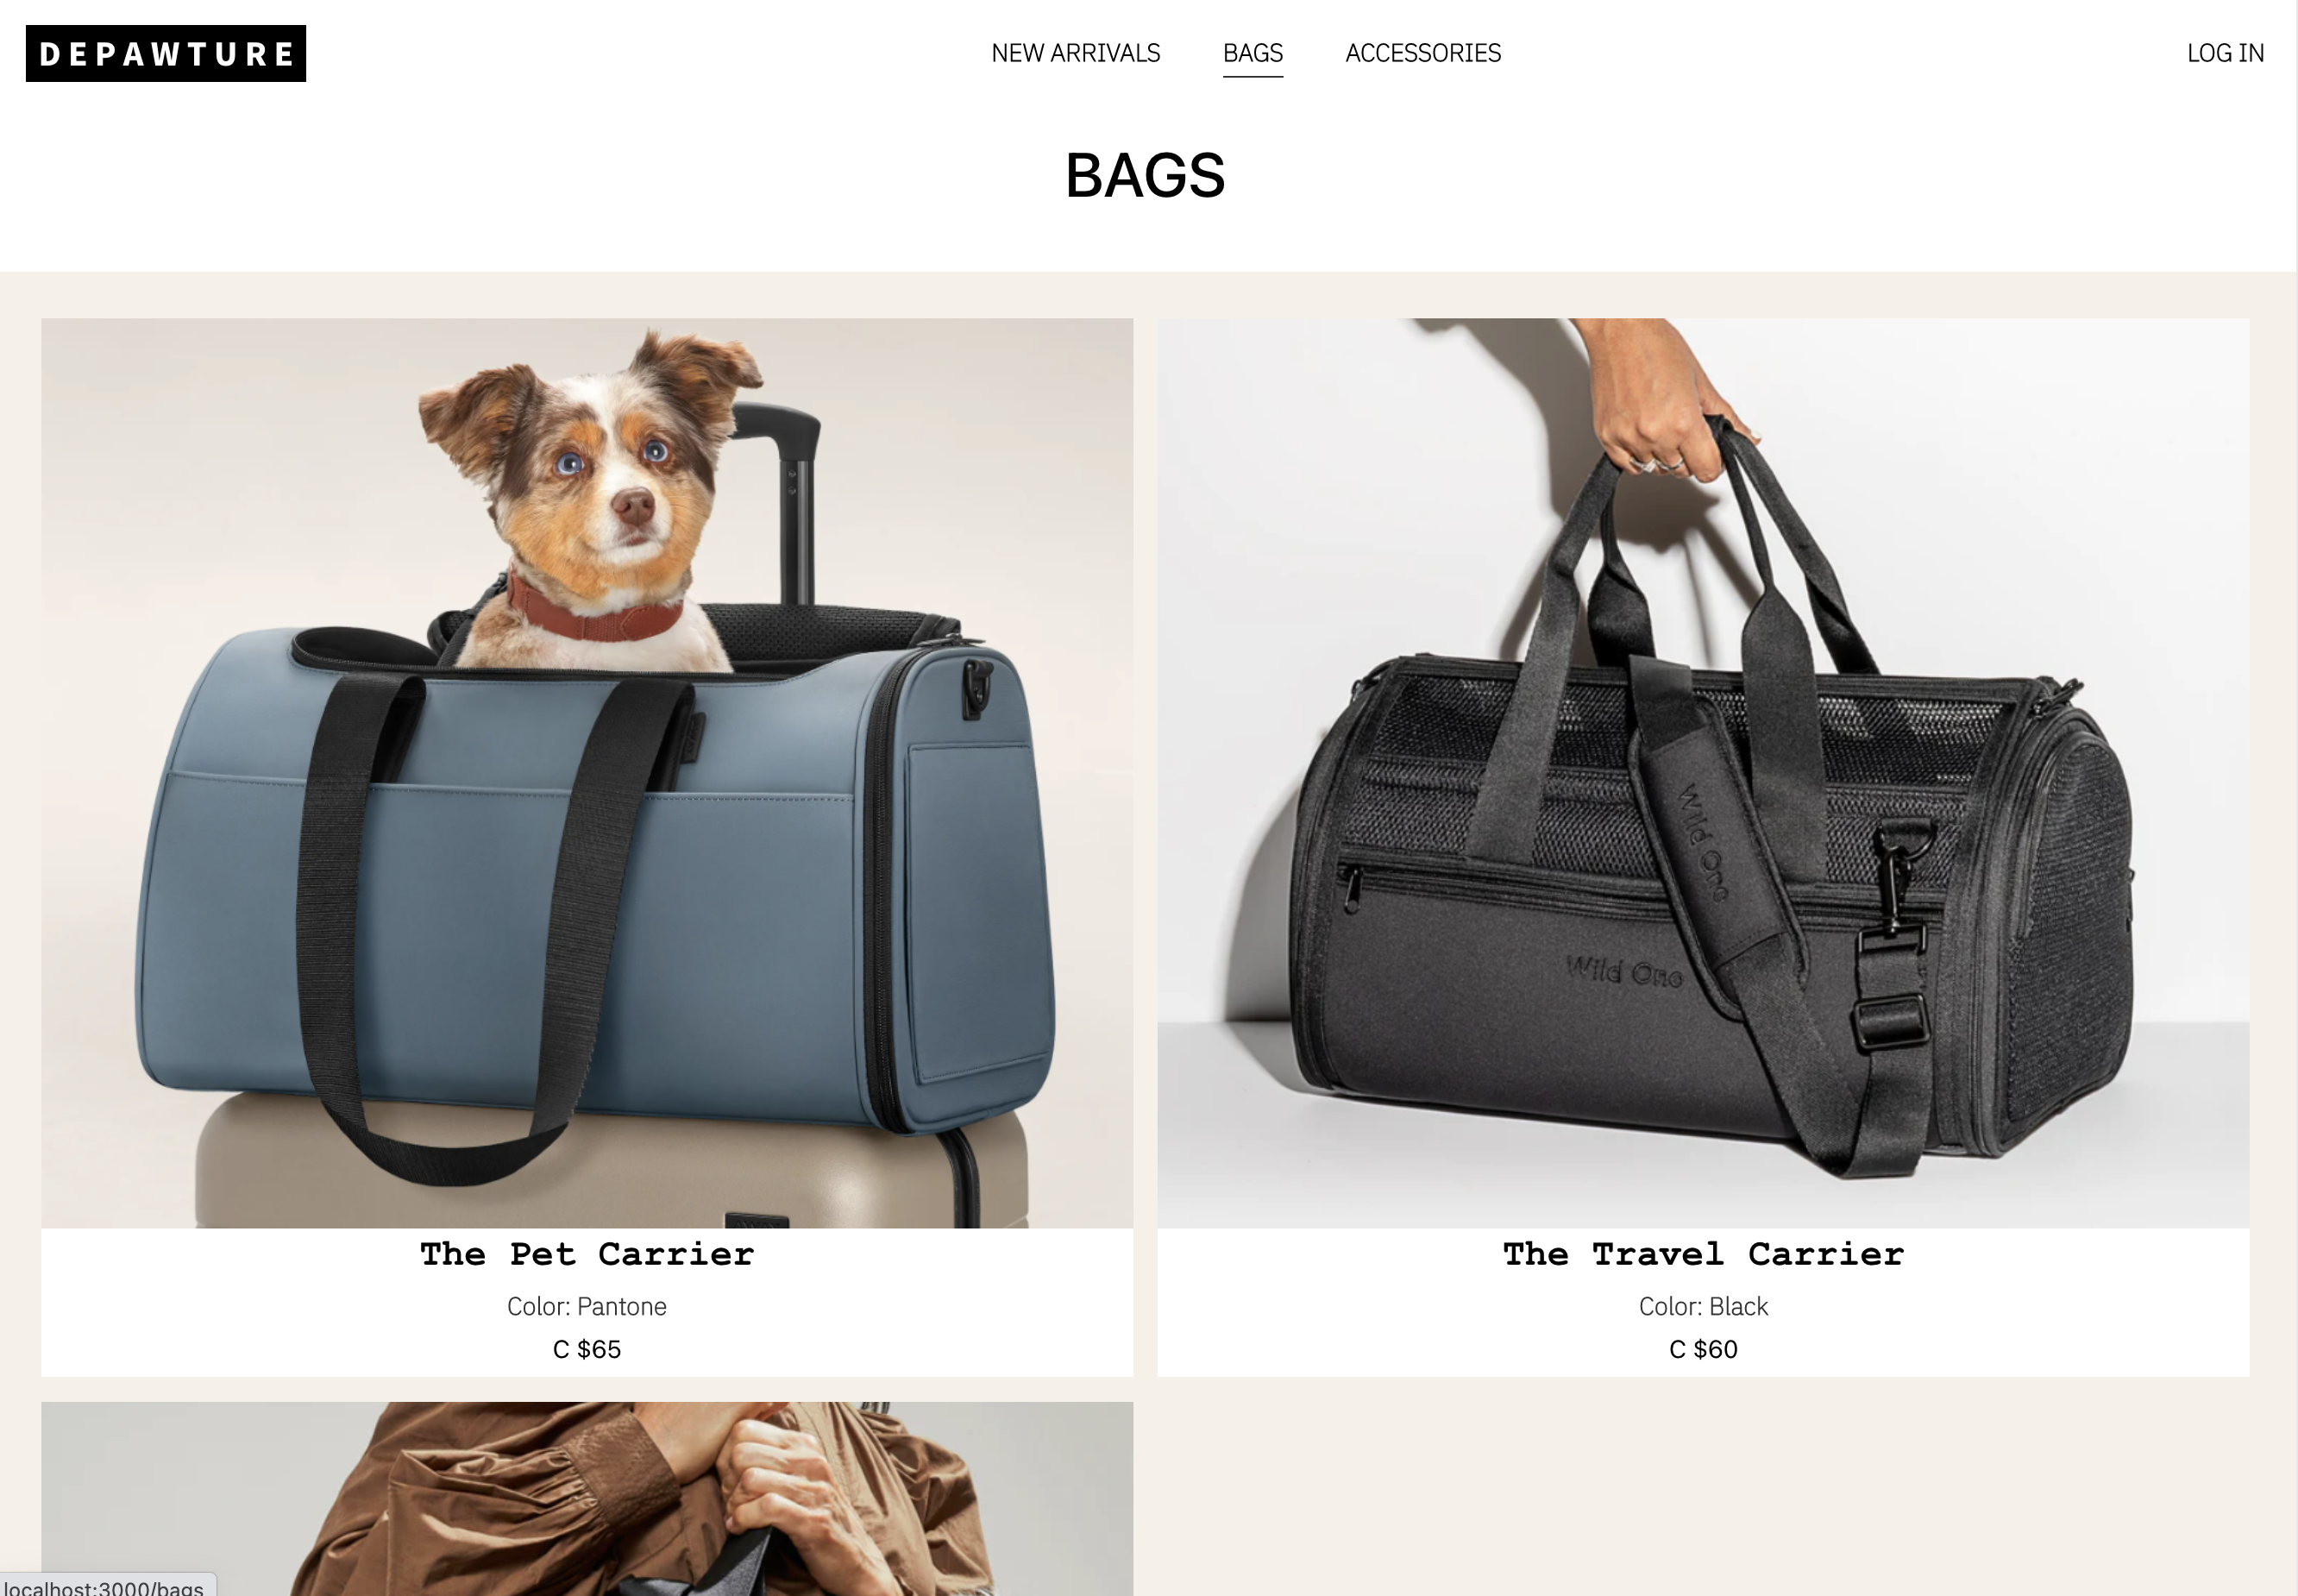 DEPAWTURE
NEW ARRIVALS
BAGS
ACCESSORIES
LOG IN
BAGS
Wild One
Wild One
The Pet Carrier
Color: Pantone
C $65
The Travel Carrier
Color: Black
C $60
localhost:3000/bags